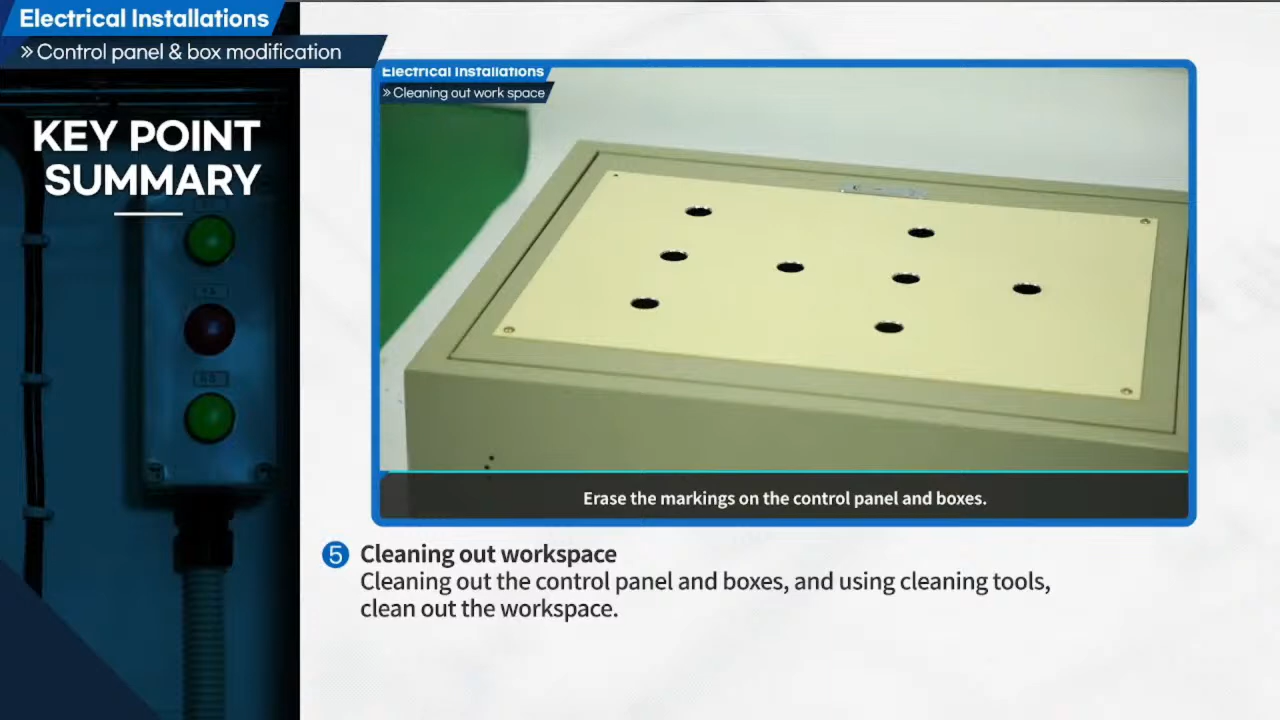 Electrical Installations
» Control panel & box modification
KEY POINT
SUMMARY
Electrical Installations
» Cleaning out work space
Erase the markings on the control panel and boxes.
5 Cleaning out workspace
Cleaning out the control panel and boxes, and using cleaning tools,
clean out the workspace.